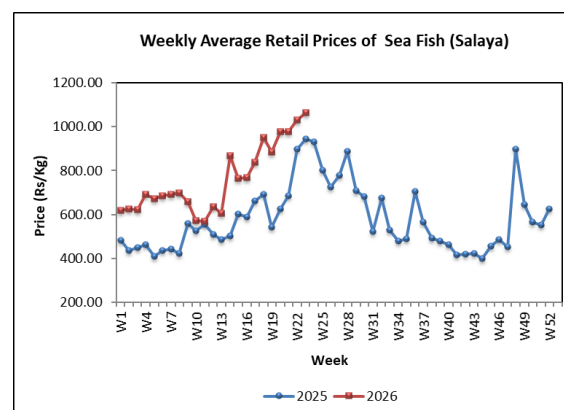 Weekly Average Retail Prices of Sea Fish (Salaya)
1200.00
1000.00
800.00
600.00
400.00
200.00
Price (Rs/Kg)
W1 W4 W7 W10 W13 W16 W19 W22 W25 W28 W31 W34 W37 W40 W43 W46 W49 W52
Week
2025 2026